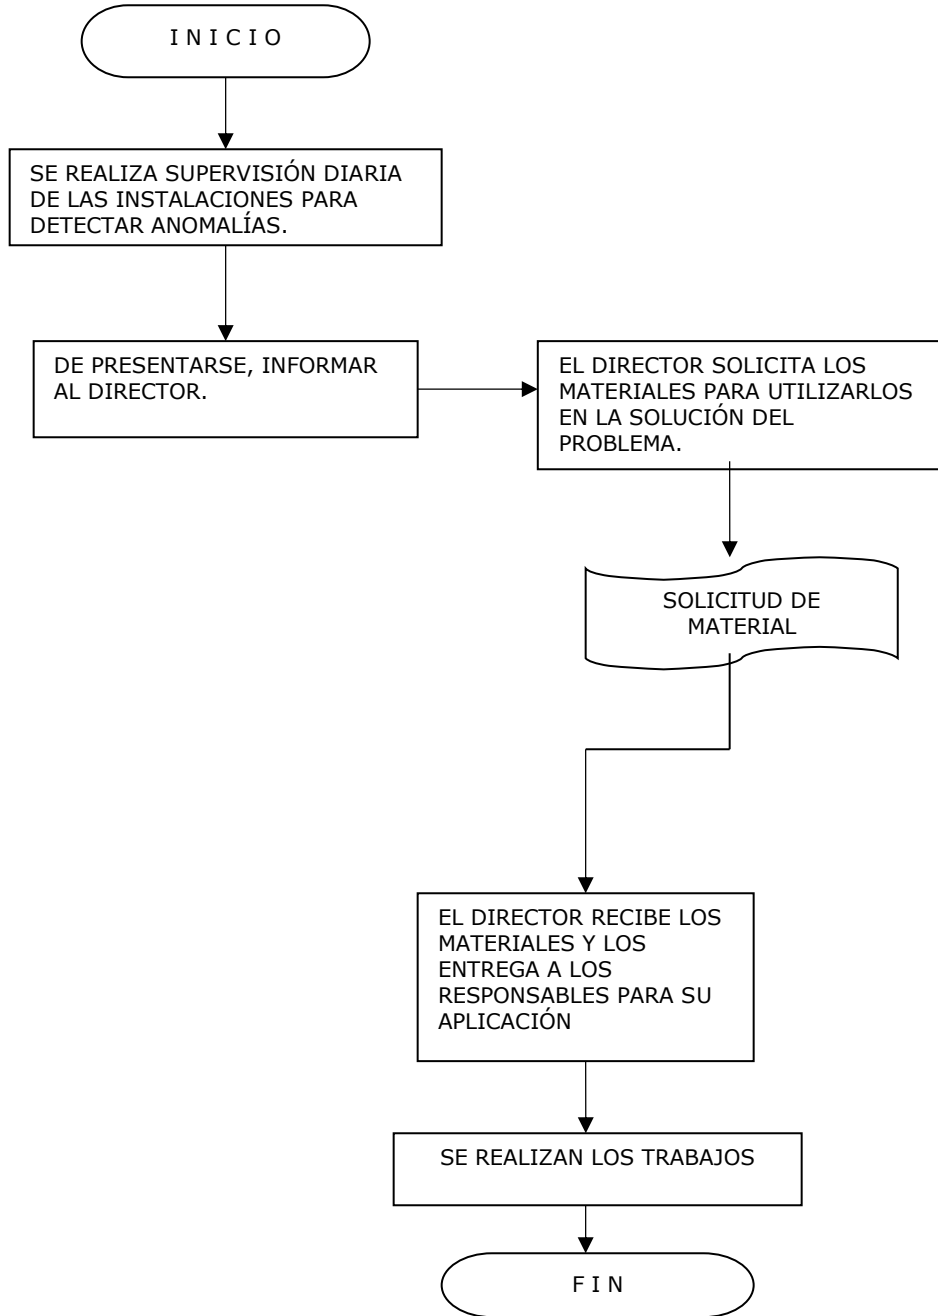 I N I C I O
SE REALIZA SUPERVISIÓN DIARIA
DE LAS INSTALACIONES PARA
DETECTAR ANOMALÍAS.
DE PRESENTARSE, INFORMAR
AL DIRECTOR.
EL DIRECTOR SOLICITA LOS
MATERIALES PARA UTILIZARLOS
EN LA SOLUCIÓN DEL
PROBLEMA.
SOLICITUD DE
MATERIAL
EL DIRECTOR RECIBE LOS
MATERIALES Y LOS
ENTREGA A LOS
RESPONSABLES PARA SU
APLICACIÓN
SE REALIZAN LOS TRABAJOS
F I N